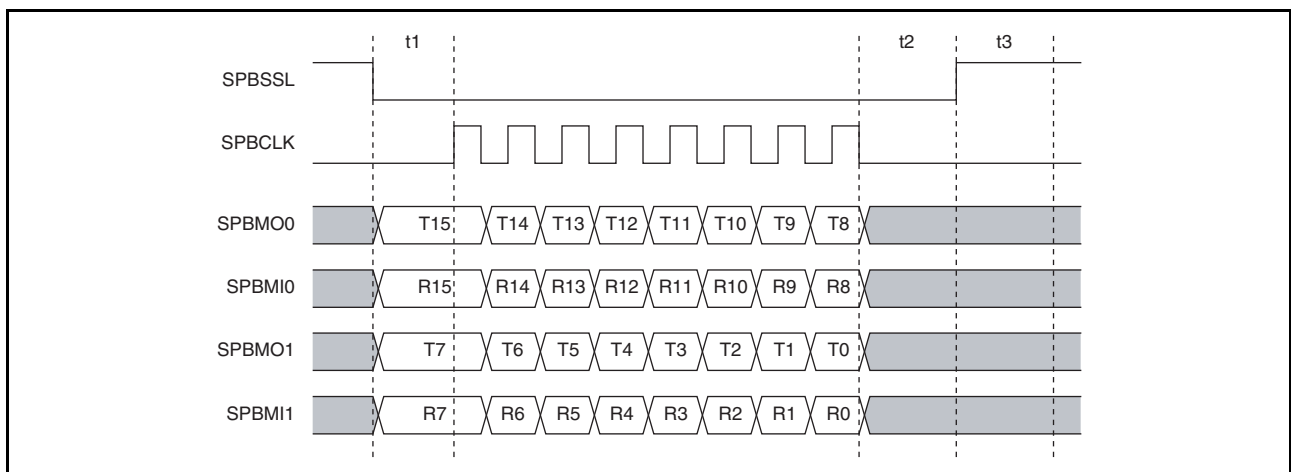 t1 t2 t3
SPBSSL
SPBCLK
SPBMO0 T15 T14 T13 T12 T11 T10 T9 T8
SPBMI0 R15 R14 R13 R12 R11 R10 R9 R8
SPBMO1 T7 T6 T5 T4 T3 T2 T1 T0
SPBMI1 R7 R6 R5 R4 R3 R2 R1 R0